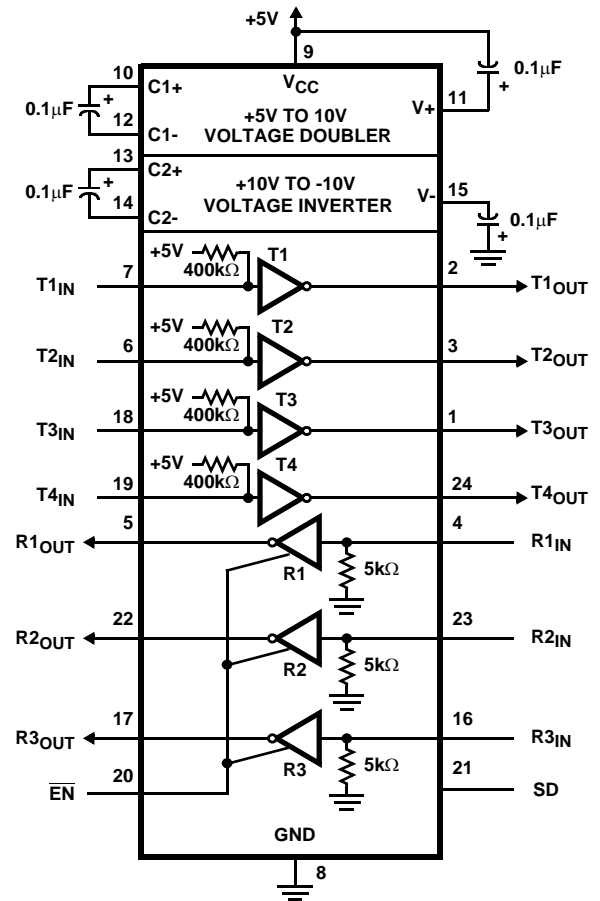 +5V
9
10
C1+
VCC
0.1μF
+
0.1μF
+
+5V TO 10V
VOLTAGE DOUBLER
V+
11
12
C1-
13
C2+
0.1μF
+
+10V TO -10V
VOLTAGE INVERTER
V-
15
0.1μF
+
14
C2-
+5V
400kΩ
T1
T1IN
7
2
T1OUT
+5V
400kΩ
T2
T2IN
6
3
T2OUT
+5V
400kΩ
T3
T3IN
18
1
T3OUT
+5V
400kΩ
T4
T4IN
19
24
T4OUT
R1OUT
5
4
R1IN
R1
5kΩ
R2OUT
22
23
R2IN
R2
5kΩ
R3OUT
17
16
R3IN
R3
5kΩ
EN
20
21
SD
GND
8